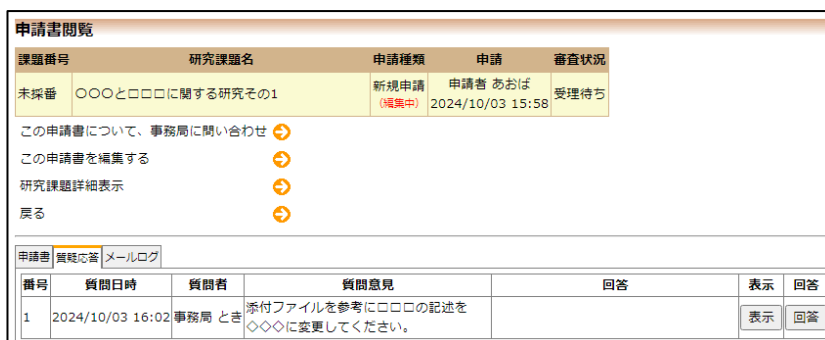 申請書閲覧
課題番号 研究課題名 申請種類 申請 審査状況
未採番 〇〇〇と□□□に関する研究その1 新規申請 (編集中) 申請者 あおば 2024/10/03 15:58 受理待ち
この申請書について、事務局に問い合わせ
この申請書を編集する
研究課題詳細表示
戻る
申請書 質疑応答 メールログ
番号 質問日時 質問者 質問意見 回答 表示 回答
1 2024/10/03 16:02 事務局 とき 添付ファイルを参考に□□□の記述を
◇◇◇に変更してください。 表示 回答